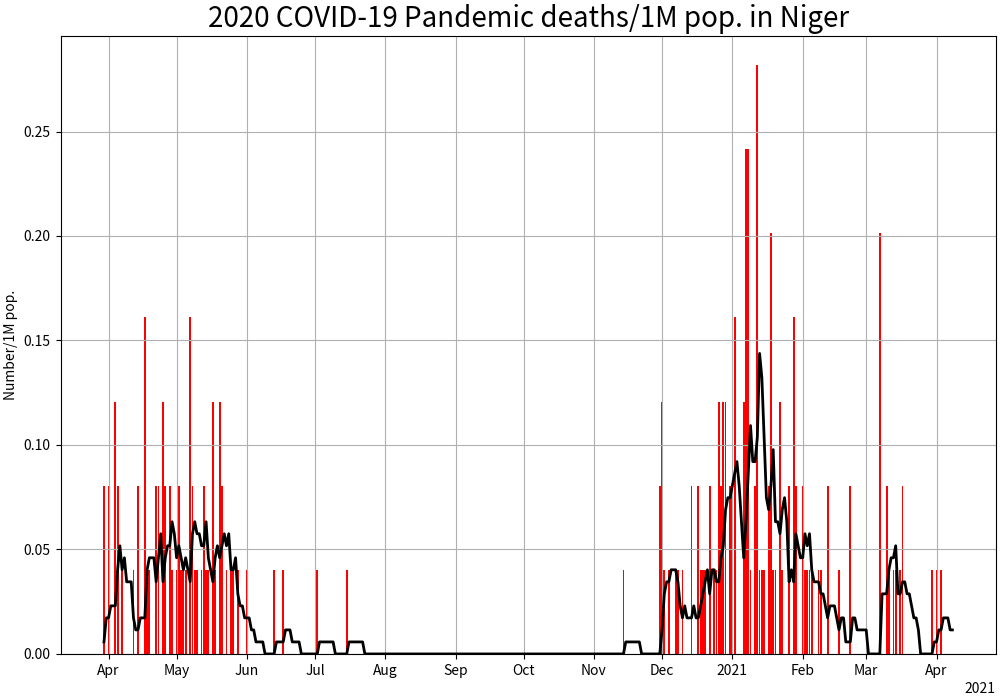 2020 COVID-19 Pandemic deaths/1M pop. in Niger
Number/1M pop.
0.25
0.20
0.15
0.10
0.05
0.00
Apr May Jun Jul Aug Sep Oct Nov Dec 2021 Feb Mar Apr
2021